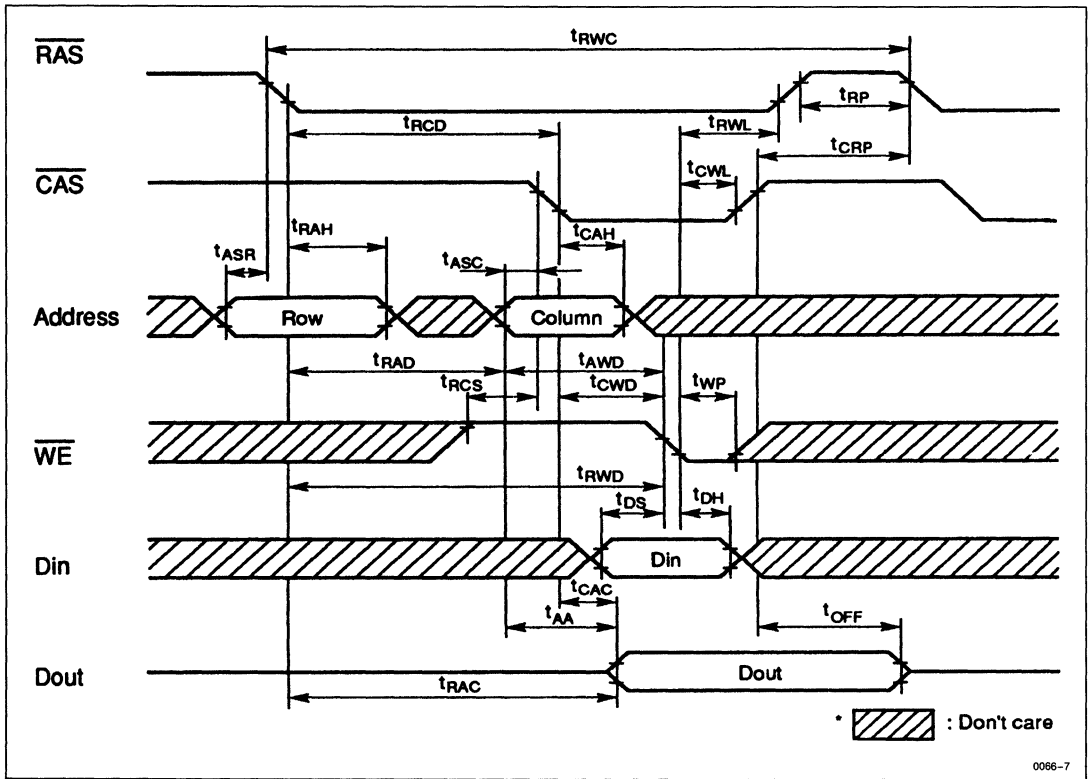 tRWC
RAS
tRP
tRCD
tRWL
tCRP
CAS
tCWL
tRAH
tCAH
tASR
tASC
Address
Row
Column
tRAD
tAWD
tRCS
tCWD
tWP
WE
tRWD
tDS
tDH
Din
Din
tCAC
tAA
tOFF
Dout
Dout
tRAC
* : Don't care
0066–7